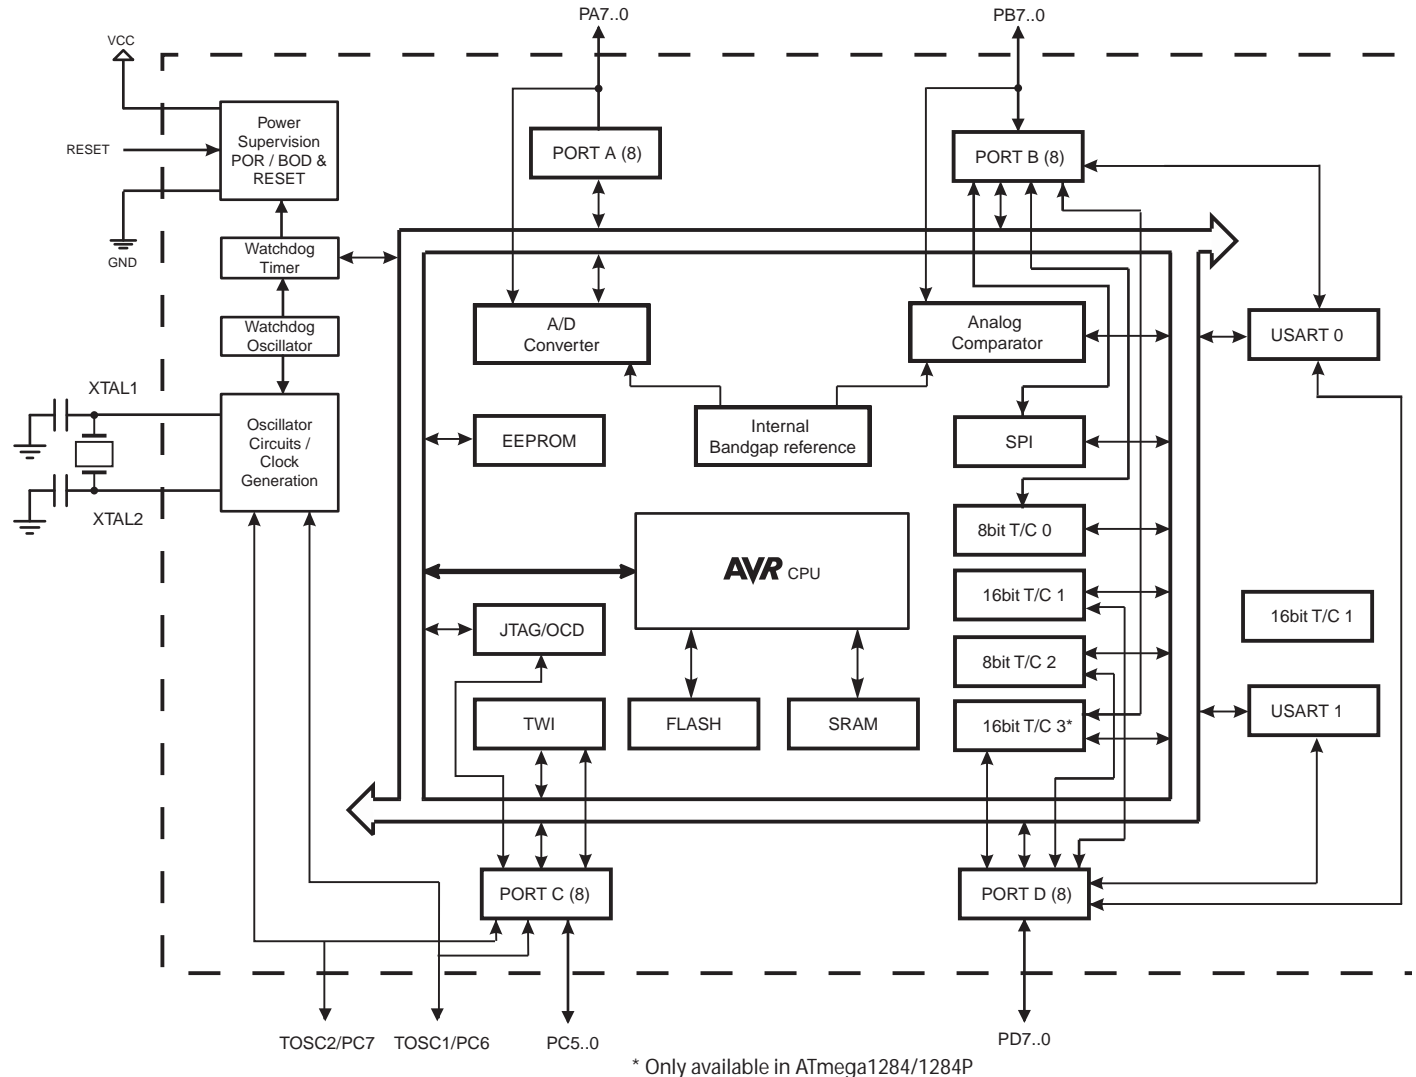 PA7..0
PB7..0
VCC
Power
Supervision
POR / BOD &
RESET
RESET
PORT A (8)
PORT B (8)
GND
Watchdog
Timer
Watchdog
Oscillator
A/D
Converter
Analog
Comparator
USART 0
XTAL1
Oscillator
Circuits /
Clock
Generation
EEPROM
Internal
Bandgap reference
SPI
XTAL2
8bit T/C 0
AVR CPU
16bit T/C 1
16bit T/C 1
JTAG/OCD
8bit T/C 2
TWI
FLASH
SRAM
16bit T/C 3*
USART 1
PORT C (8)
PORT D (8)
TOSC2/PC7
TOSC1/PC6
PC5..0
PD7..0
* Only available in ATmega1284/1284P